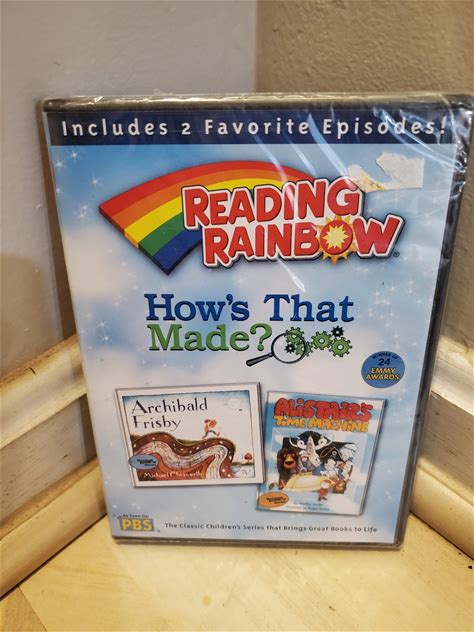 Includes 2 Favorite Episodes!
READING
RAINBOW
How's That
Made?
WINNER OF
24
EMMY
AWARDS
Archibald
Frisby
Michael
ALISTAIR'S
TIME MACHINE
As Seen On
PBS
The Classic Children's Series that Brings Great Books to Life